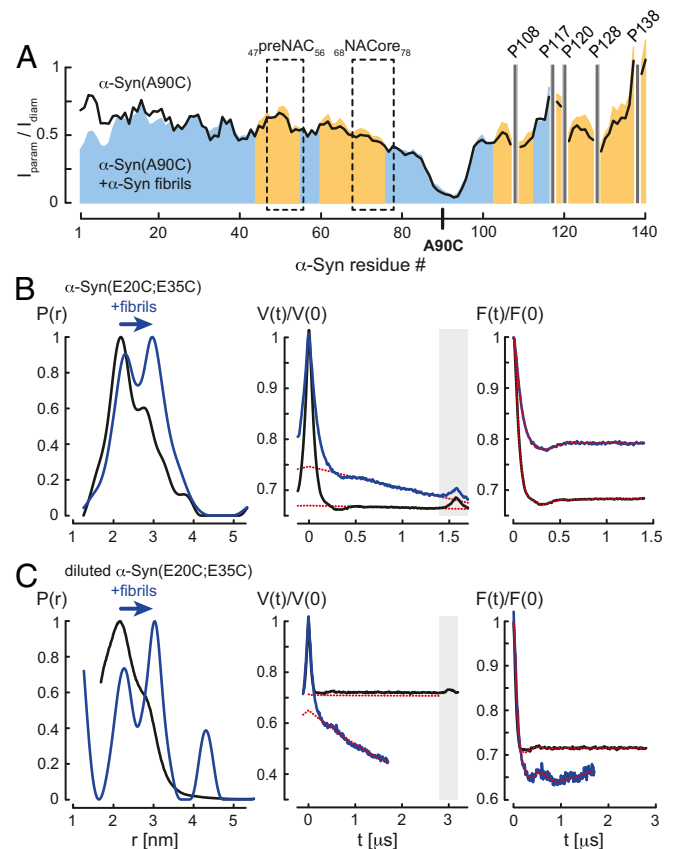 A
I_param / I_diam
α-Syn(A90C)
47preNAC56
68NACore78
P108
P117
P120
P128
P138
1
0.5
0
α-Syn(A90C)
+α-Syn fibrils
1
20
40
60
80
100
120
140
A90C
α-Syn residue #
B
α-Syn(E20C;E35C)
P(r)
+fibrils
1
0.8
0.6
0.4
0.2
0
1
2
3
4
5
V(t)/V(0)
1
0.9
0.8
0.7
0
0.5
1
1.5
F(t)/F(0)
1
0.9
0.8
0.7
0
0.5
1
1.5
C
diluted α-Syn(E20C;E35C)
P(r)
+fibrils
1
0.8
0.6
0.4
0.2
0
1
2
3
4
5
r [nm]
V(t)/V(0)
1
0.8
0.6
0.4
0
1
2
3
t [μs]
F(t)/F(0)
1
0.9
0.8
0.7
0.6
0
1
2
3
t [μs]